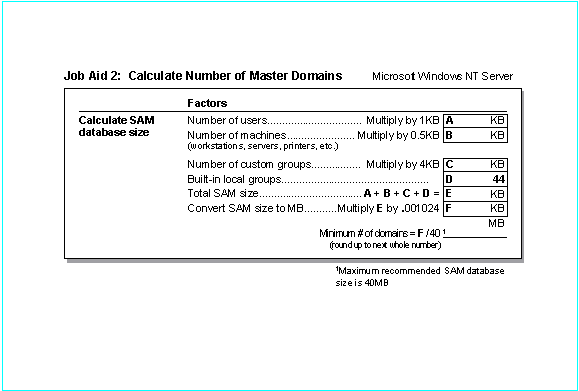 Job Aid 2: Calculate Number of Master Domains Microsoft Windows NT Server
Factors
Calculate SAM Number of users................................ Multiply by 1KB A KB
database size Number of machines....................... Multiply by 0.5KB B KB
(workstations, servers, printers, etc.)
Number of custom groups................. Multiply by 4KB C KB
Built-in local groups.................................................. D 44
Total SAM size................................... A + B + C + D = E KB
Convert SAM size to MB...........Multiply E by .001024 F KB
MB
Minimum # of domains = F / 40 ¹
(round up to next whole number)
¹Maximum recommended SAM database
size is 40MB